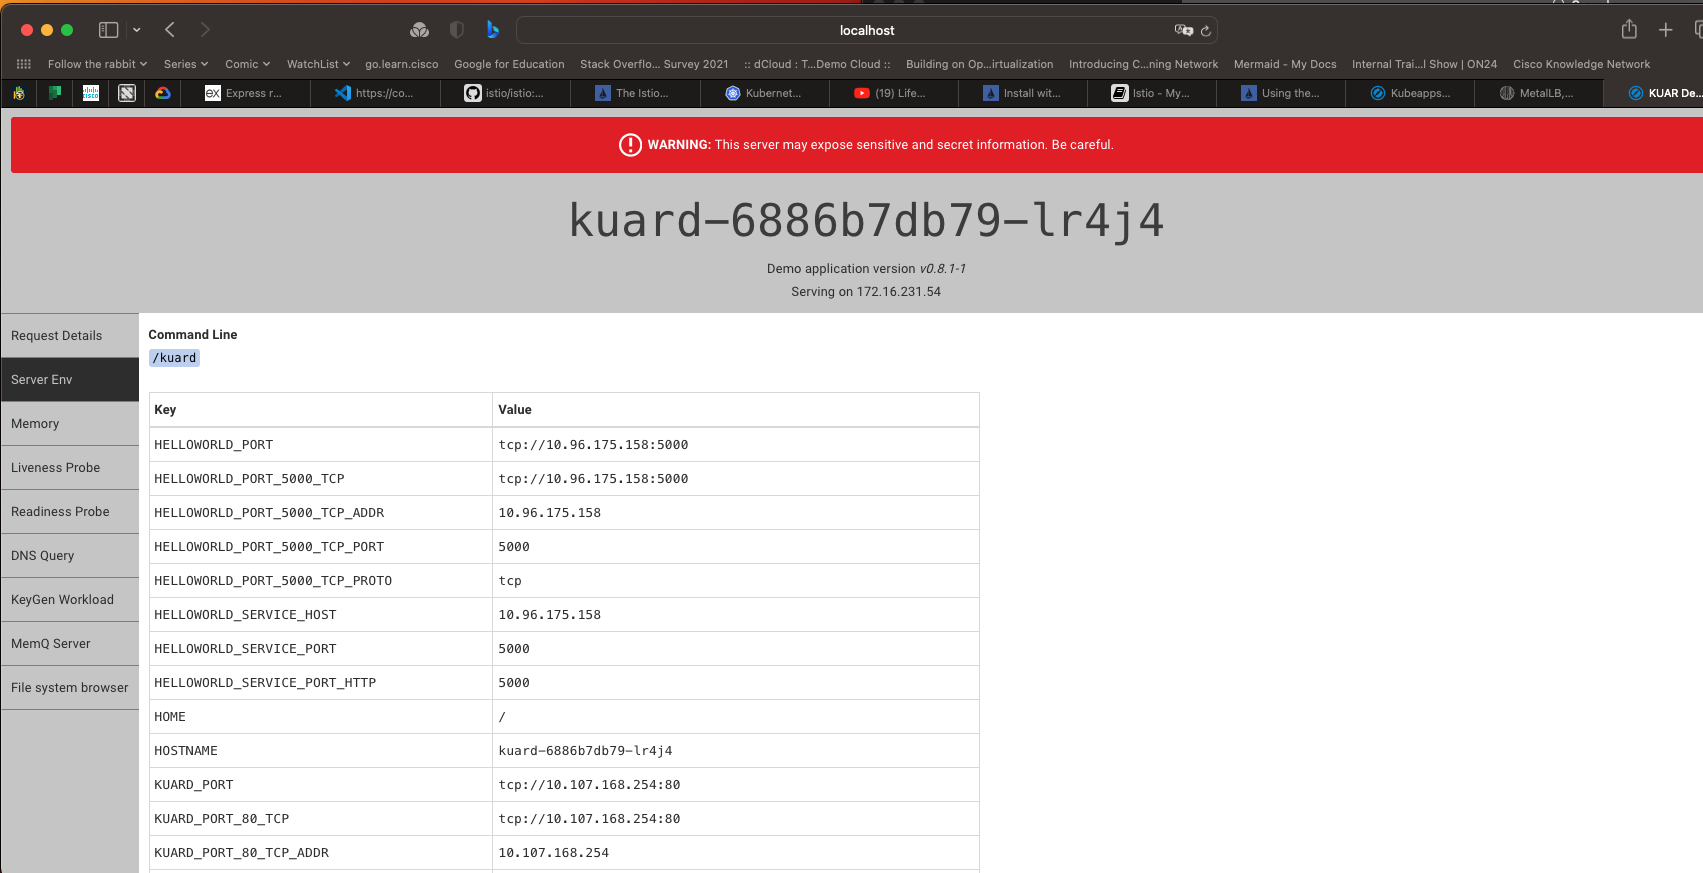 localhost
Follow the rabbit
Series
Comic
WatchList
go.learn.cisco
Google for Education
Stack Overflo... Survey 2021
:: dCloud : T...Demo Cloud ::
Building on Op...irtualization
Introducing C...ning Network
Mermaid - My Docs
Internal Trai...l Show | ON24
Cisco Knowledge Network
cisco
ex Express r...
https://co...
istio/istio:...
The Istio...
Kubernet...
(19) Life...
Install wit...
Istio - My...
Using the...
Kubeapps...
MetalLB,...
KUAR De...
WARNING: This server may expose sensitive and secret information. Be careful.
kuard-6886b7db79-lr4j4
Demo application version v0.8.1-1
Serving on 172.16.231.54
Request Details
Server Env
Memory
Liveness Probe
Readiness Probe
DNS Query
KeyGen Workload
MemQ Server
File system browser
Command Line
/kuard
Key Value
HELLOWORLD_PORT tcp://10.96.175.158:5000
HELLOWORLD_PORT_5000_TCP tcp://10.96.175.158:5000
HELLOWORLD_PORT_5000_TCP_ADDR 10.96.175.158
HELLOWORLD_PORT_5000_TCP_PORT 5000
HELLOWORLD_PORT_5000_TCP_PROTO tcp
HELLOWORLD_SERVICE_HOST 10.96.175.158
HELLOWORLD_SERVICE_PORT 5000
HELLOWORLD_SERVICE_PORT_HTTP 5000
HOME /
HOSTNAME kuard-6886b7db79-lr4j4
KUARD_PORT tcp://10.107.168.254:80
KUARD_PORT_80_TCP tcp://10.107.168.254:80
KUARD_PORT_80_TCP_ADDR 10.107.168.254